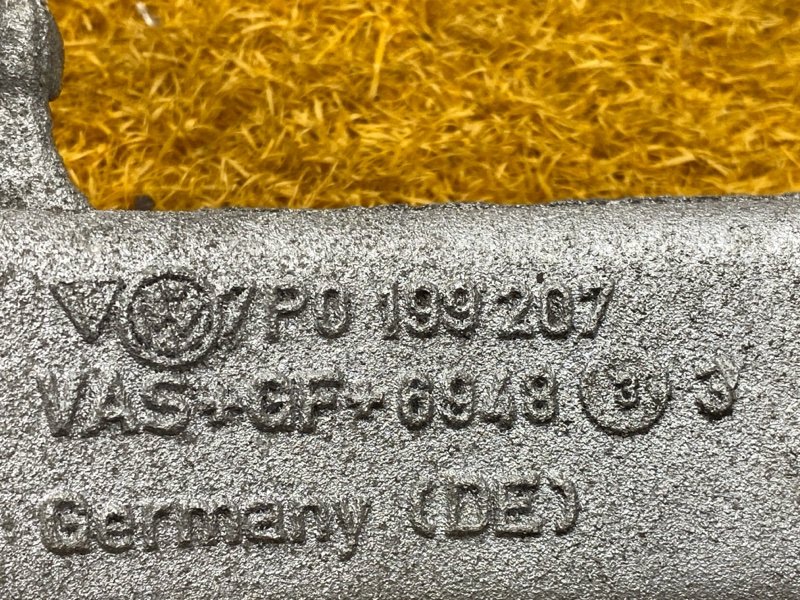 7P0 199 207
VAS+GF+6948 3 3
Germany (DE)